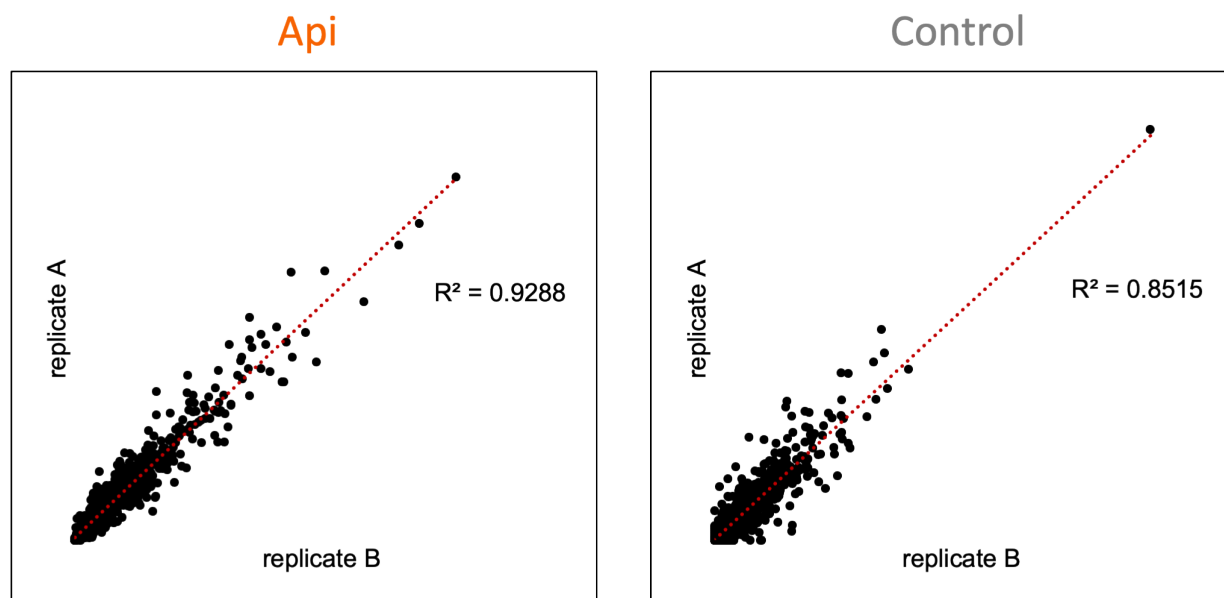 Api
Control
replicate A
R² = 0.9288
replicate B
replicate A
R² = 0.8515
replicate B